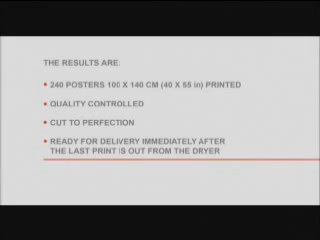 THE RESULTS ARE:
• 240 POSTERS 100 X 140 CM (40 X 55 in) PRINTED
• QUALITY CONTROLLED
• CUT TO PERFECTION
• READY FOR DELIVERY IMMEDIATELY AFTER
THE LAST PRINT IS OUT FROM THE DRYER